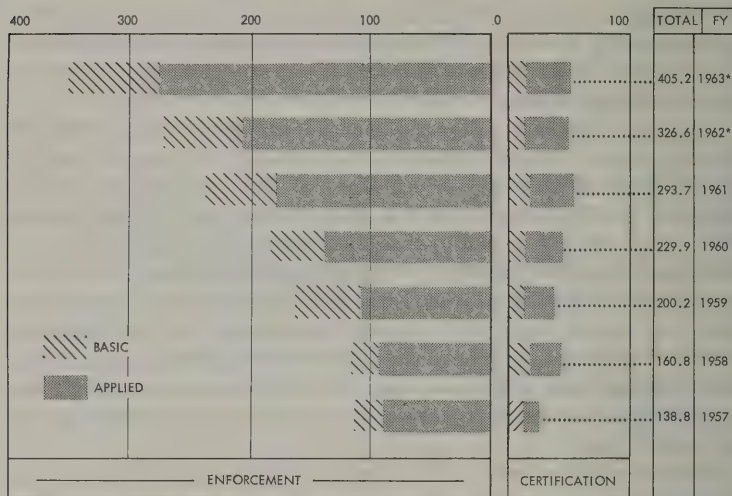 400 300 200 100 .0 100 TOTAL FY
405.2 1963*
326.6 1962*
293.7 1961
229.9 1960
200.2 1959
BASIC
160.8 1958
APPLIED
138.8 1957
ENFORCEMENT CERTIFICATION